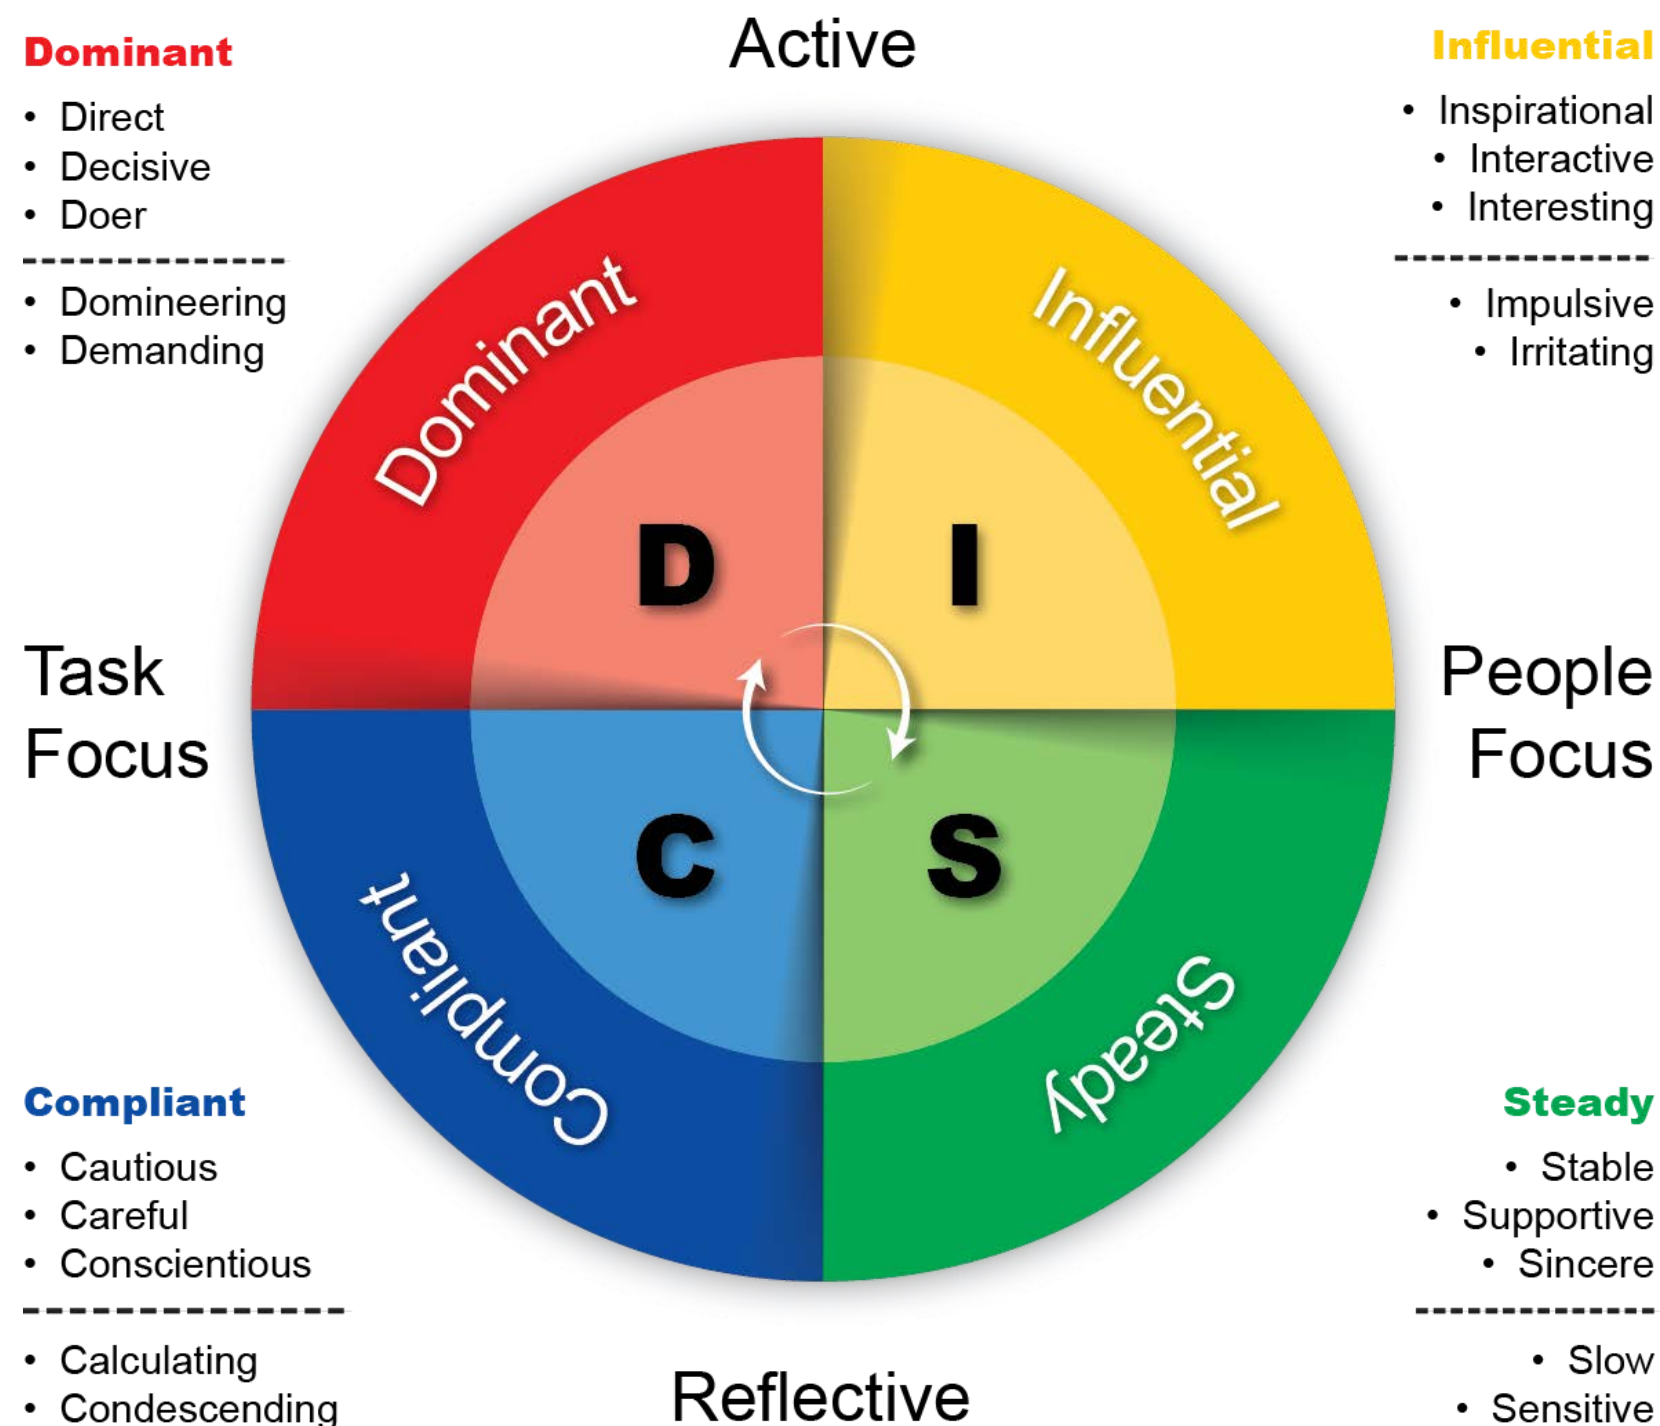 Active
Dominant
• Direct
• Decisive
• Doer
• Domineering
• Demanding
Influential
• Inspirational
• Interactive
• Interesting
• Impulsive
• Irritating
Dominant
Influential
D
I
Task
Focus
People
Focus
C
S
Compliant
Steady
Compliant
• Cautious
• Careful
• Conscientious
• Calculating
• Condescending
Steady
• Stable
• Supportive
• Sincere
• Slow
• Sensitive
Reflective